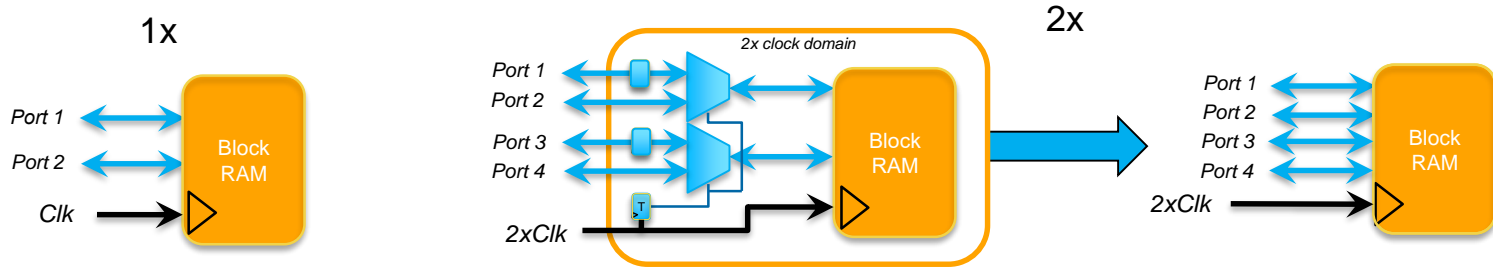 1x
Port 1
Port 2
Clk
Block
RAM
2x
2x clock domain
Port 1
Port 2
Port 3
Port 4
T
2xClk
Block
RAM
Port 1
Port 2
Port 3
Port 4
2xClk
Block
RAM